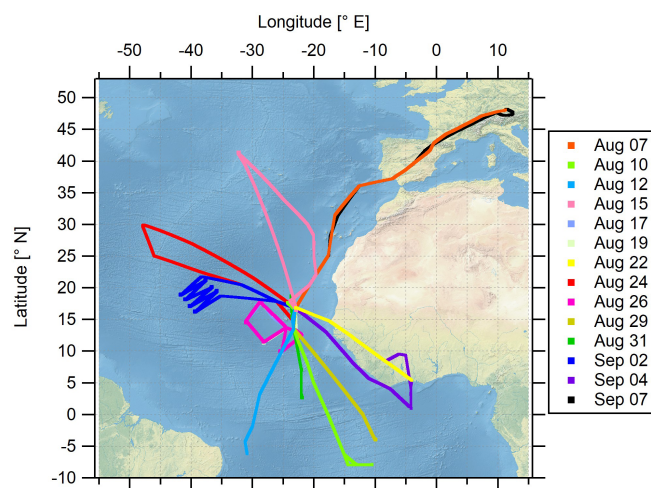 Longitude [° E]
-50 -40 -30 -20 -10 0 10
Latitude [° N]
50
45
40
35
30
25
20
15
10
5
0
-5
-10
Aug 07
Aug 10
Aug 12
Aug 15
Aug 17
Aug 19
Aug 22
Aug 24
Aug 26
Aug 29
Aug 31
Sep 02
Sep 04
Sep 07